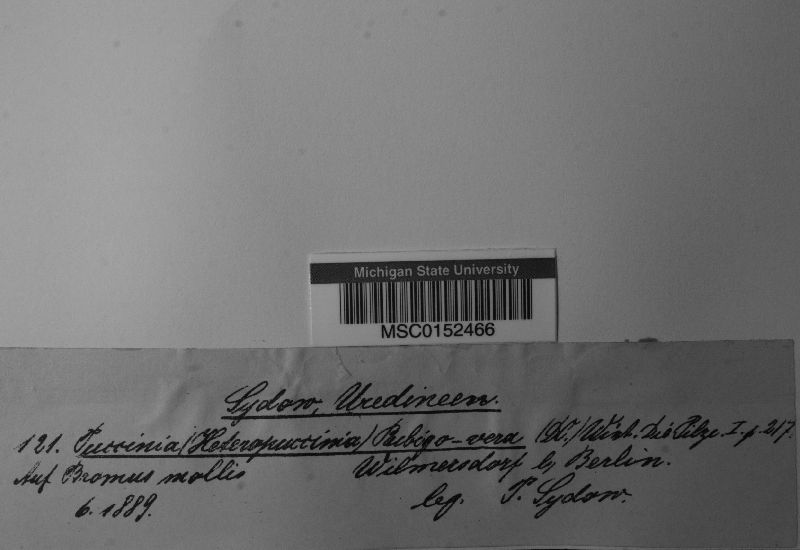 Michigan State University
MSC0152466
Sydow, Uredineen.
121. Puccinia (Heteropuccinia) Rubigo-vera (DC.) Wint. Die Pilze. I. p. 217.
Auf Bromus mollis Wilmersdorf b, Berlin.
6. 1889. leg. P. Sydow.